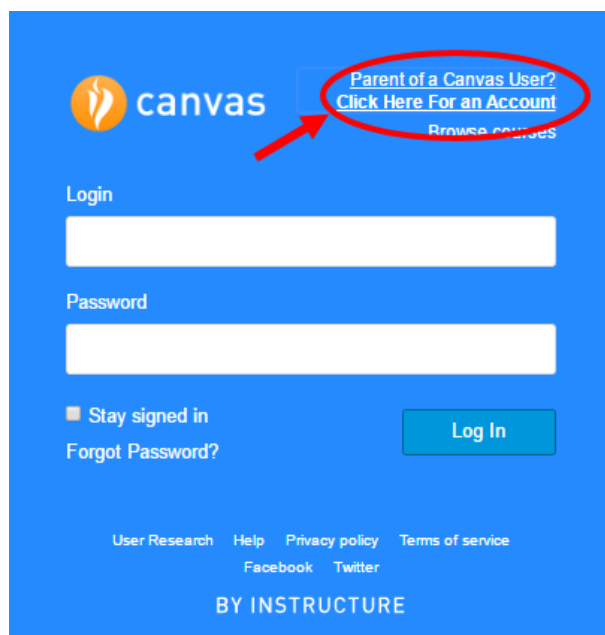 canvas
Parent of a Canvas User?
Click Here For an Account
Browse courses
Login
Password
Stay signed in
Log In
Forgot Password?
User Research Help Privacy policy Terms of service
Facebook Twitter
BY INSTRUCTURE